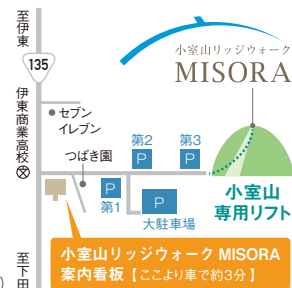 至伊東
135
伊東商業高校
文
至下田
小室山リッジウォーク
MISORA
セブン
イレブン
つばき園
第2
P
第3
P
P
第1
P
大駐車場
小室山
専用リフト
小室山リッジウォーク MISORA
案内看板【ここより車で約3分】
)